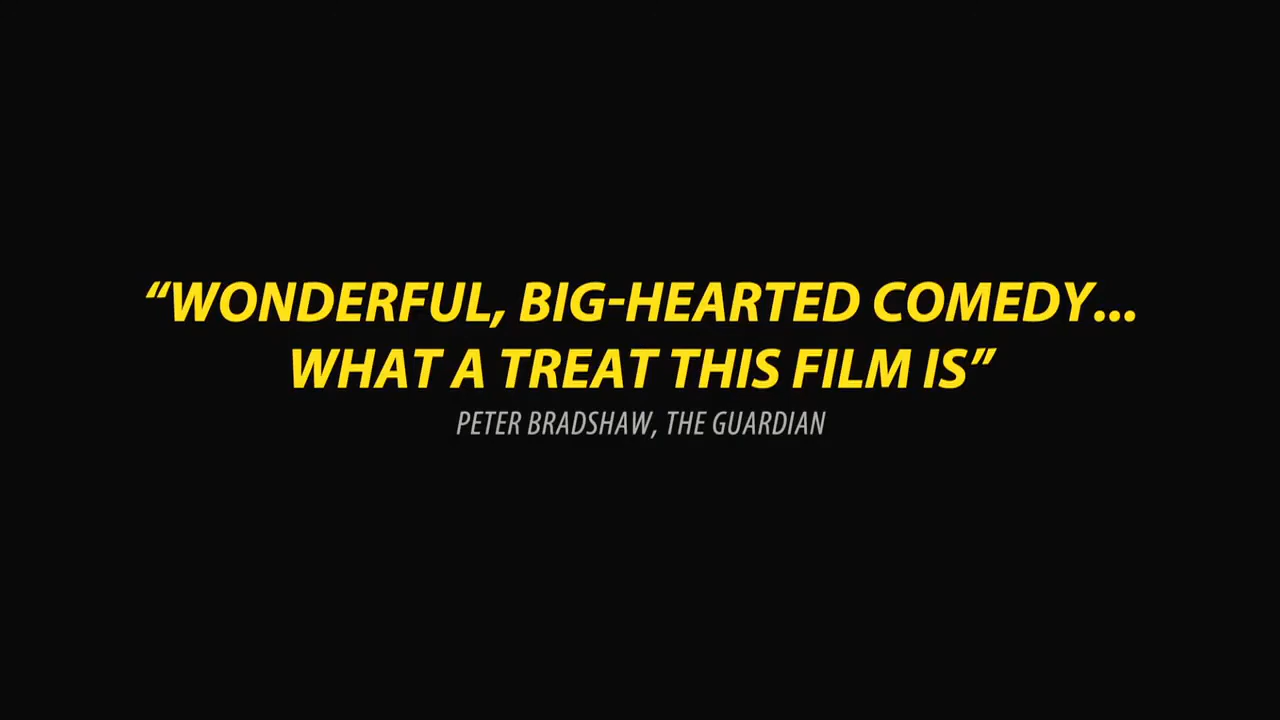 “WONDERFUL, BIG-HEARTED COMEDY...
WHAT A TREAT THIS FILM IS”
PETER BRADSHAW, THE GUARDIAN